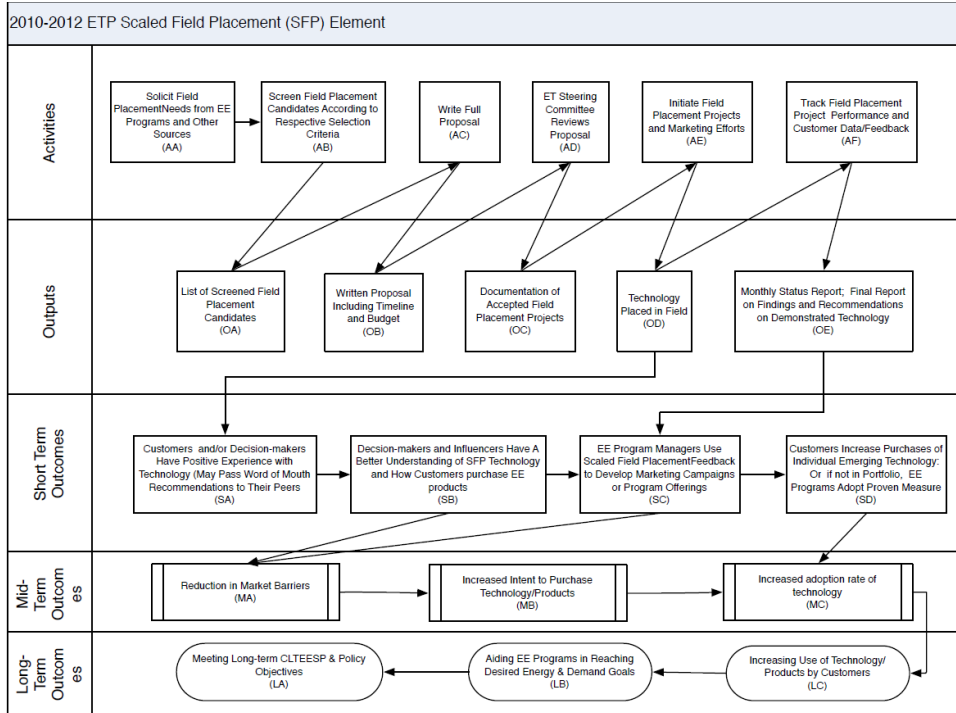 2010-2012 ETP Scaled Field Placement (SFP) Element
Activities
Solicit Field
PlacementNeeds from EE
Programs and Other
Sources
(AA)
Screen Field Placement
Candidates According to
Respective Selection
Criteria
(AB)
Write Full
Proposal
(AC)
ET Steering
Committee
Reviews
Proposal
(AD)
Initiate Field
Placement Projects
and Marketing Efforts
(AE)
Track Field Placement
Project Performance and
Customer Data/Feedback
(AF)
Outputs
List of Screened Field
Placement
Candidates
(OA)
Written Proposal
Including Timeline
and Budget
(OB)
Documentation of
Accepted Field
Placement Projects
(OC)
Technology
Placed in Field
(OD)
Monthly Status Report; Final Report
on Findings and Recommendations
on Demonstrated Technology
(OE)
Short Term
Outcomes
Customers and/or Decision-makers
Have Positive Experience with
Technology (May Pass Word of Mouth
Recommendations to Their Peers
(SA)
Decsion-makers and Influencers Have A
Better Understanding of SFP Technology
and How Customers purchase EE
products
(SB)
EE Program Managers Use
Scaled Field PlacementFeedback
to Develop Marketing Campaigns
or Program Offerings
(SC)
Customers Increase Purchases of
Individual Emerging Technology:
Or if not in Portfolio, EE
Programs Adopt Proven Measure
(SD)
Mid-
Term
Outcom
es
Reduction in Market Barriers
(MA)
Increased Intent to Purchase
Technology/Products
(MB)
Increased adoption rate of
technology
(MC)
Long-
Term
Outcom
es
Meeting Long-term CLTEESP & Policy
Objectives
(LA)
Aiding EE Programs in Reaching
Desired Energy & Demand Goals
(LB)
Increasing Use of Technology/
Products by Customers
(LC)